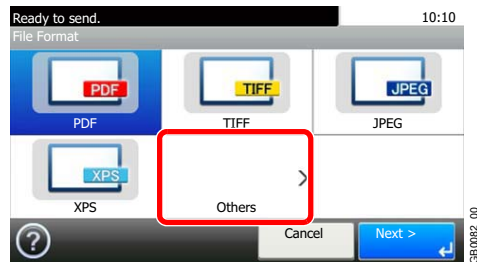 Ready to send. 10:10
File Format
PDF TIFF JPEG
PDF TIFF JPEG
XPS
XPS Others
? Cancel Next >
GB0082_00